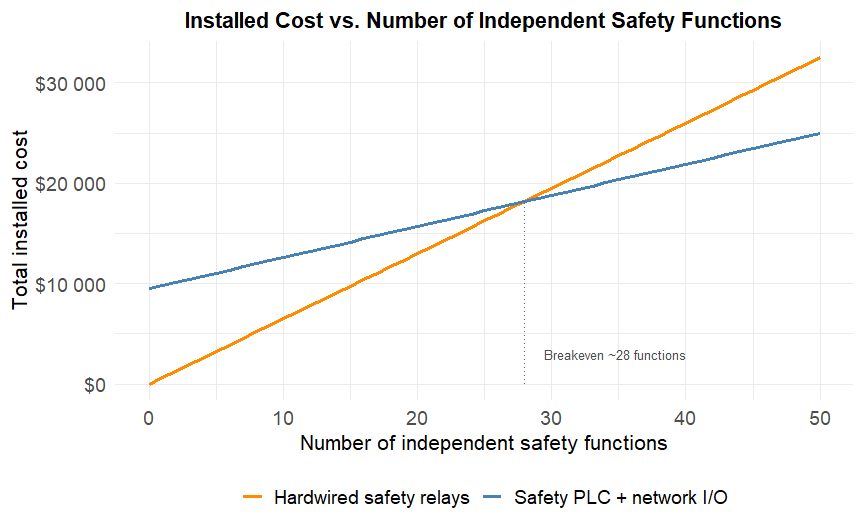 Installed Cost vs. Number of Independent Safety Functions
Total installed cost
$30 000
$20 000
$10 000
$0
Breakeven ~28 functions
0 10 20 30 40 50
Number of independent safety functions
Hardwired safety relays Safety PLC + network I/O